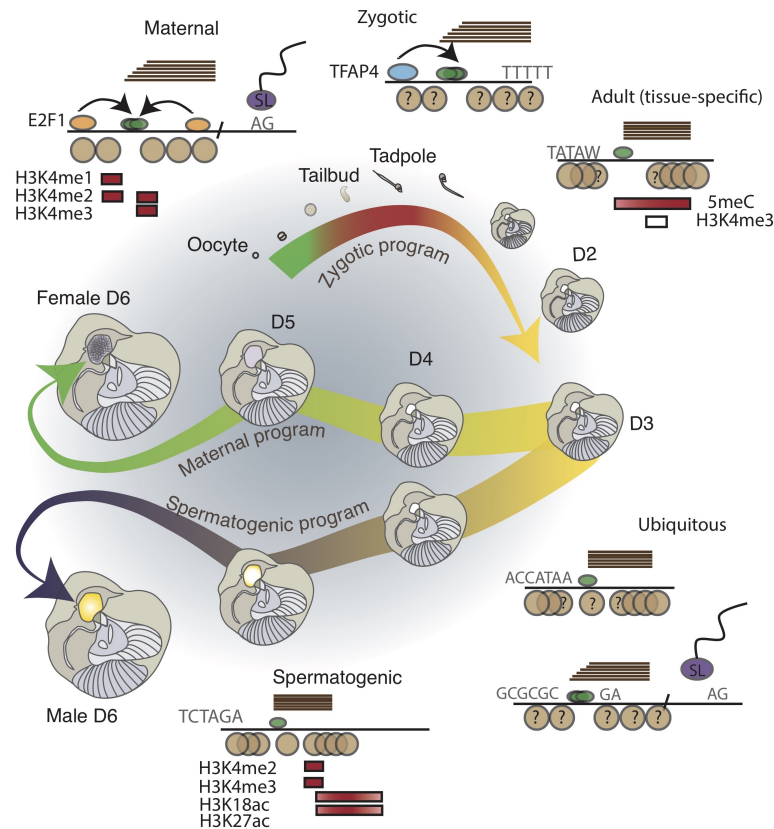 Maternal
E2F1
SL
AG
H3K4me1
H3K4me2
H3K4me3
Zygotic
TFAP4
TTTTT
? ? ? ? ?
Adult (tissue-specific)
TATAW
? ?
5meC
H3K4me3
Oocyte
Tailbud
Tadpole
Zygotic program
D2
D3
D4
D5
Female D6
Maternal program
Spermatogenic program
Male D6
Spermatogenic
TCTAGA
H3K4me2
H3K4me3
H3K18ac
H3K27ac
Ubiquitous
ACCATAA
? ? ?
SL
GCGCGC
GA
AG
? ? ? ? ?